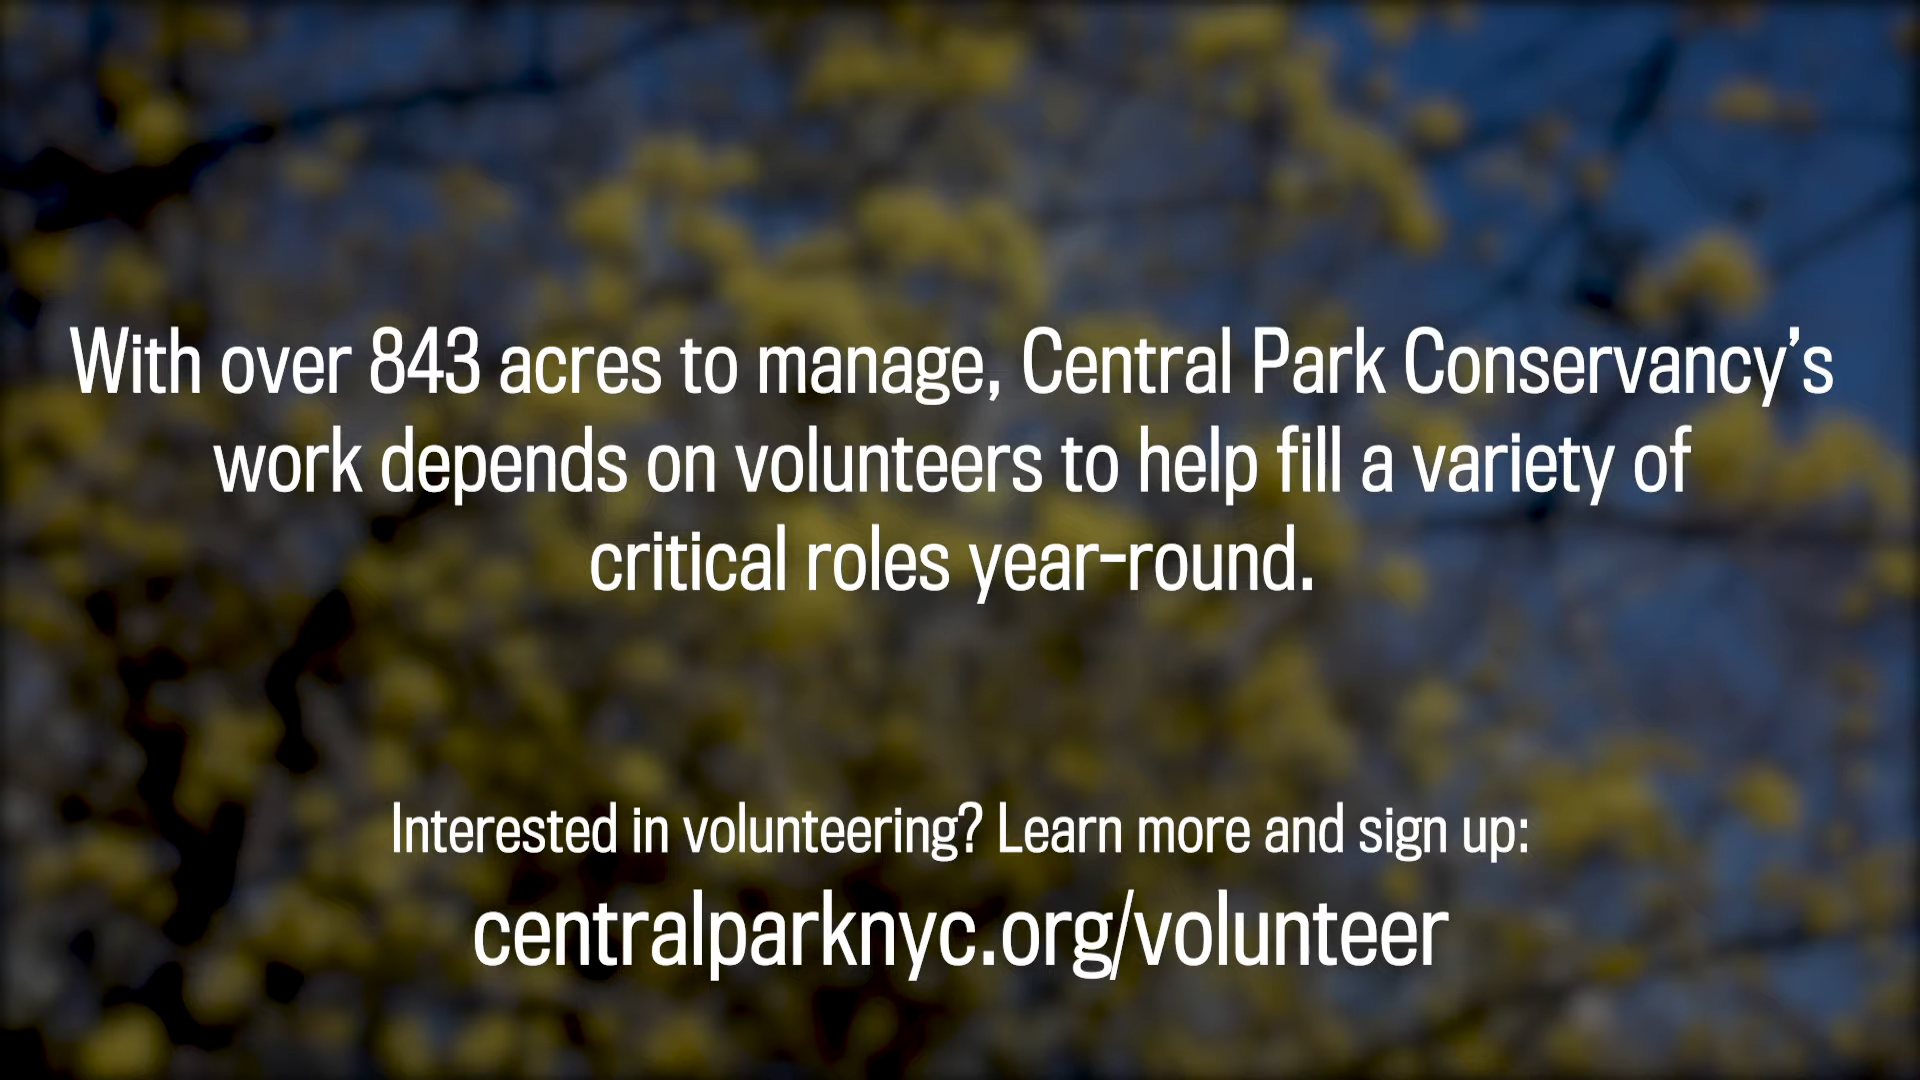 With over 843 acres to manage, Central Park Conservancy's
work depends on volunteers to help fill a variety of
critical roles year-round.
Interested in volunteering? Learn more and sign up:
centralparknyc.org/volunteer